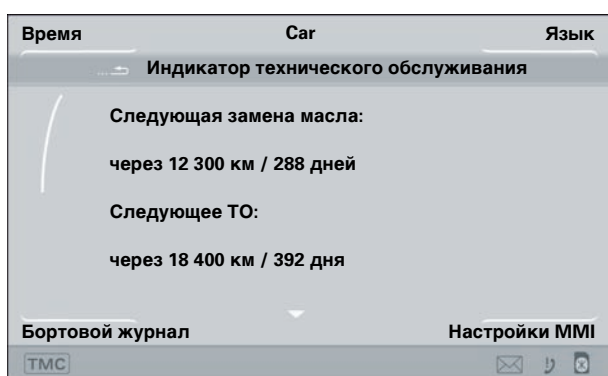 Время Car Язык
... Индикатор технического обслуживания
Следующая замена масла:
через 12 300 км / 288 дней
Следующее ТО:
через 18 400 км / 392 дня
Бортовой журнал Настройки MMI
TMC